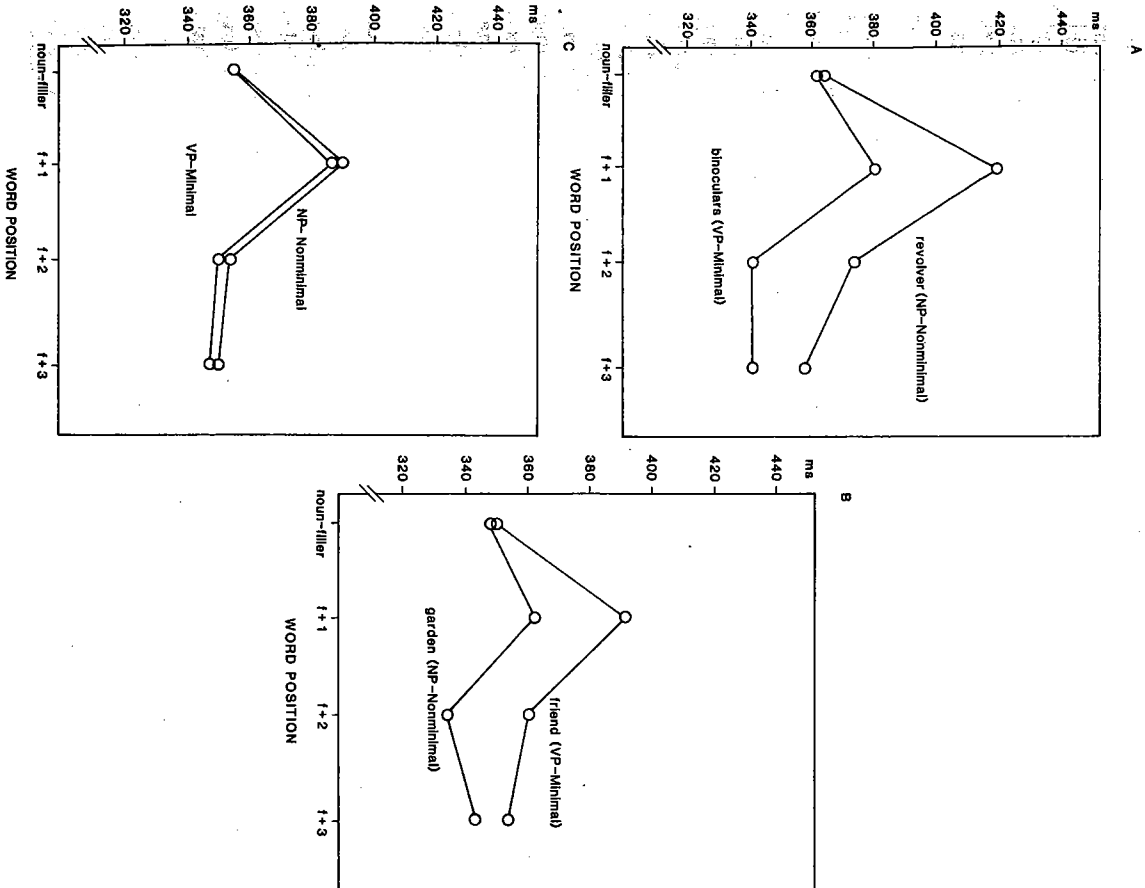 A
ms
440
420
400
380
360
340
320
revolver (NP-Nonminimal)
binoculars (VP-Minimal)
noun-filler
f+1
f+2
f+3
WORD POSITION
B
ms
440
420
400
380
360
340
320
friend (VP-Minimal)
garden (NP-Nonminimal)
noun-filler
f+1
f+2
f+3
WORD POSITION
C
ms
440
420
400
380
360
340
320
NP-Nonminimal
VP-Minimal
noun-filler
f+1
f+2
f+3
WORD POSITION